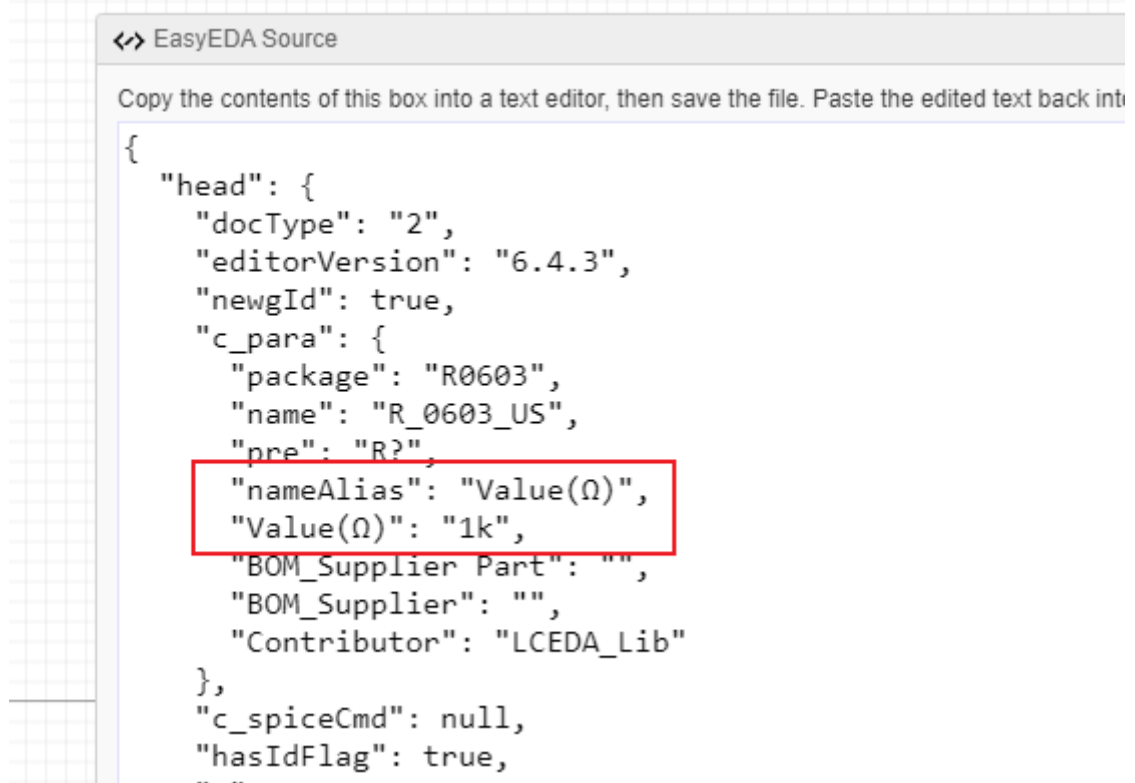 EasyEDA Source
Copy the contents of this box into a text editor, then save the file. Paste the edited text back
{
"head": {
"docType": "2",
"editorVersion": "6.4.3",
"newgId": true,
"c_para": {
"package": "R0603",
"name": "R_0603_US",
"pre": "R?",
"nameAlias": "Value(Ω)",
"Value(Ω)": "1k",
"BOM_Supplier Part": "",
"BOM_Supplier": "",
"Contributor": "LCEDA_Lib"
},
"c_spiceCmd": null,
"hasIdFlag": true,